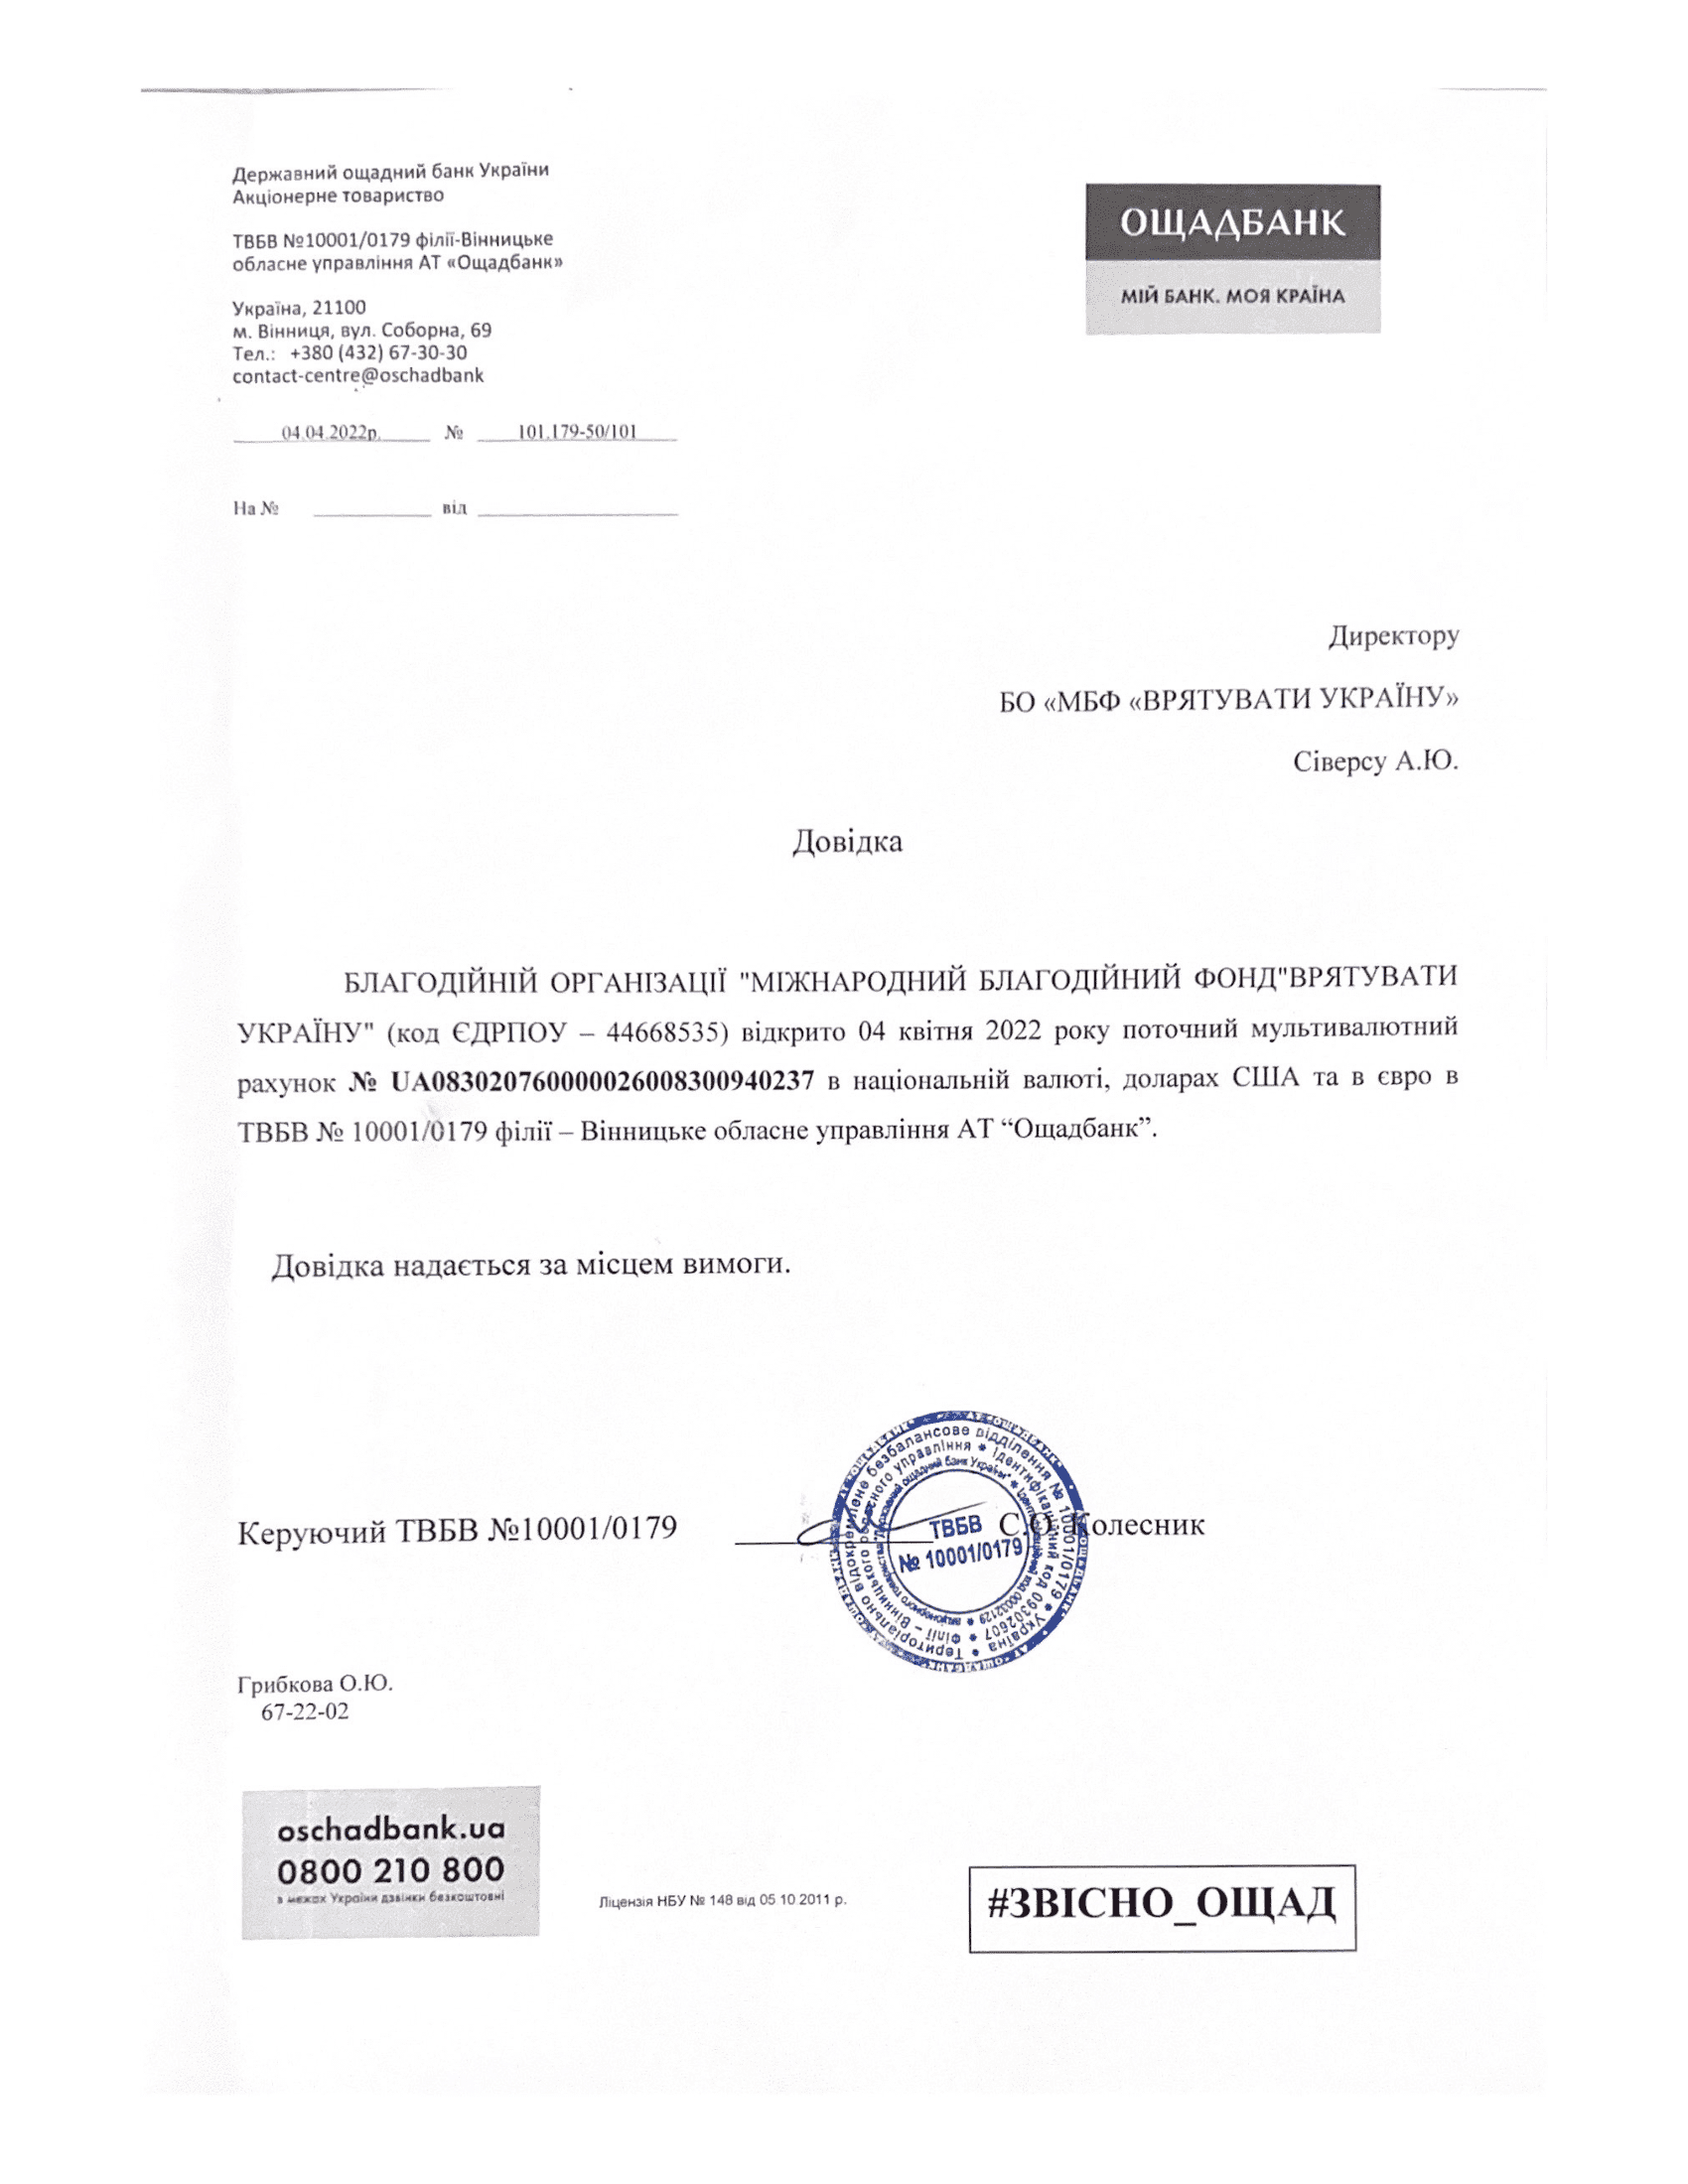 Державний ощадний банк України
Акціонерне товариство
ТВБВ №10001/0179 філії-Вінницьке
обласне управління АТ «Ощадбанк»
Україна, 21100
м. Вінниця, вул. Соборна, 69
Тел.: +380 (432) 67-30-30
contact-centre@oschadbank
ОЩАДБАНК
МІЙ БАНК. МОЯ КРАЇНА
04.04.2022р. № 101.179-50/101
На № від
Директору
БО «МБФ «ВРЯТУВАТИ УКРАЇНУ»
Сіверсу А.Ю.
Довідка
БЛАГОДІЙНІЙ ОРГАНІЗАЦІЇ "МІЖНАРОДНИЙ БЛАГОДІЙНИЙ ФОНД"ВРЯТУВАТИ
УКРАЇНУ" (код ЄДРПОУ – 44668535) відкрито 04 квітня 2022 року поточний мультивалютний
рахунок № UA083020760000026008300940237 в національній валюті, доларах США та в євро в
ТВБВ № 10001/0179 філії – Вінницьке обласне управління АТ “Ощадбанк”.
Довідка надається за місцем вимоги.
Керуючий ТВБВ №10001/0179 С.О. Колесник
Територіально відокремлене безбалансове відділення № 10001/0179 * Україна *
філії – Вінницького обласного управління * Ідентифікаційний код 09302607 *
акціонерного товариства "Державний ощадний банк України" * Ідентифікаційний код 00032129 *
ТВБВ
№ 10001/0179
Грибкова О.Ю.
67-22-02
oschadbank.ua
0800 210 800
в межах України дзвінки безкоштовні
Ліцензія НБУ № 148 від 05 10 2011 р.
#ЗВІСНО_ОЩАД